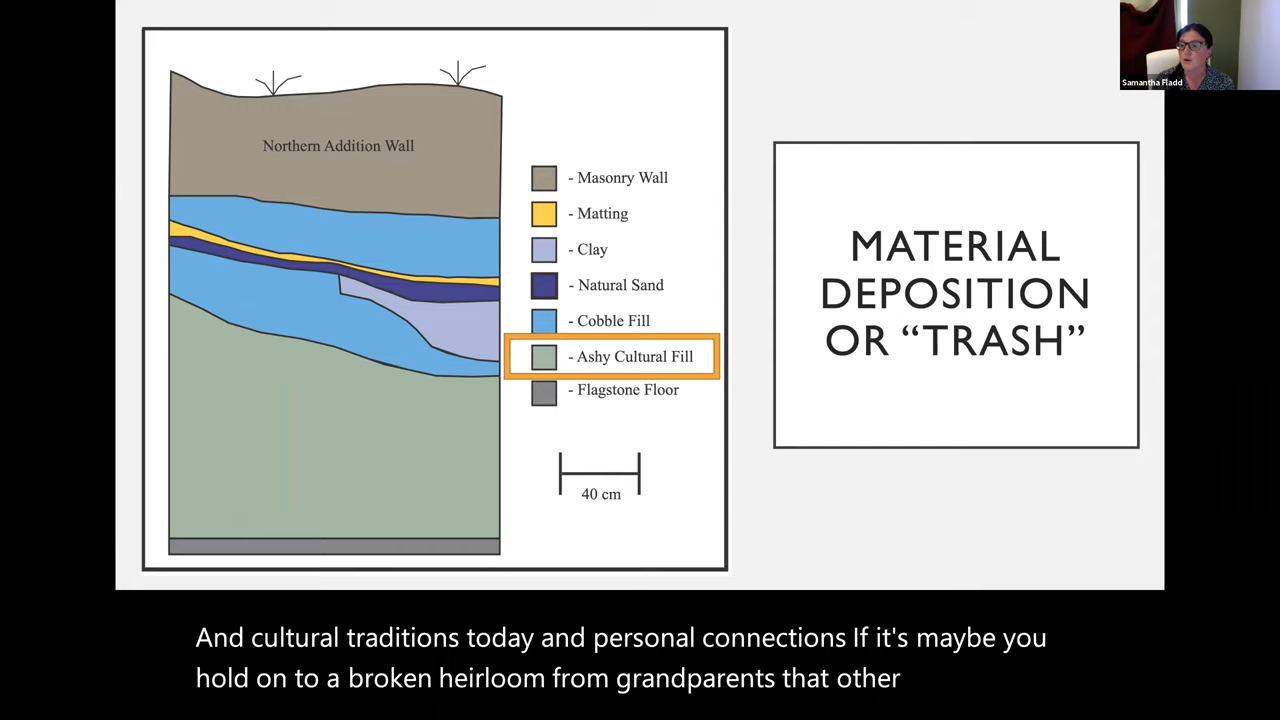 Samantha Fladd
Northern Addition Wall
- Masonry Wall
- Matting
- Clay
- Natural Sand
- Cobble Fill
- Ashy Cultural Fill
- Flagstone Floor
40 cm
MATERIAL
DEPOSITION
OR “TRASH”
And cultural traditions today and personal connections If it's maybe you
hold on to a broken heirloom from grandparents that other